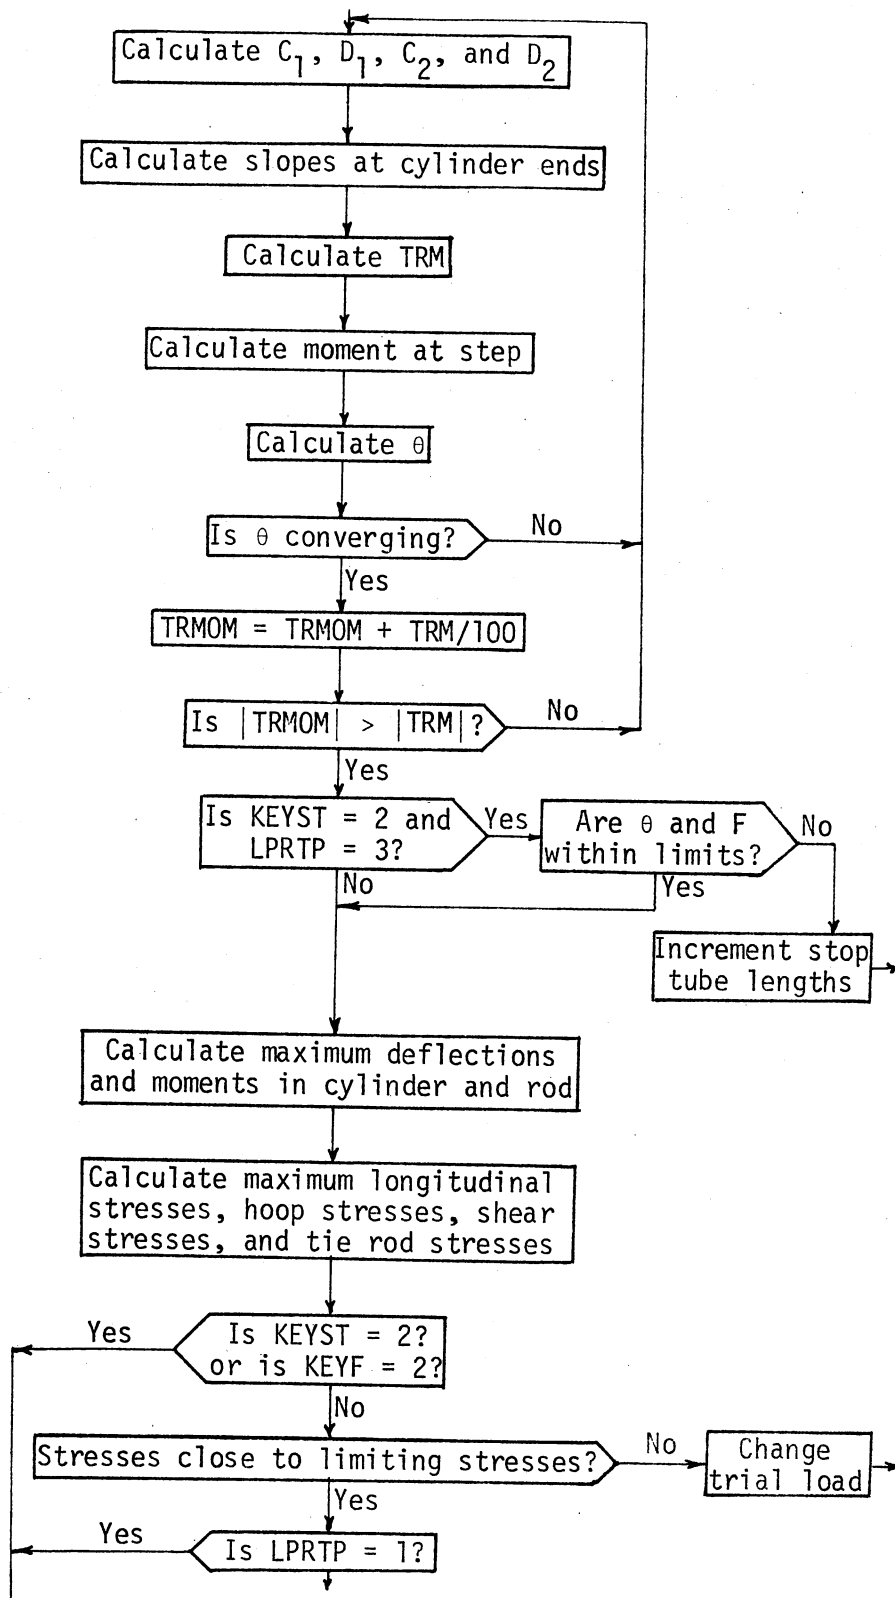 Calculate C₁, D₁, C₂, and D₂
Calculate slopes at cylinder ends
Calculate TRM
Calculate moment at step
Calculate θ
Is θ converging?
No
Yes
TRMOM = TRMOM + TRM/100
Is |TRMOM| > |TRM|?
No
Yes
Is KEYST = 2 and
LPRTP = 3?
Yes
Are θ and F
within limits?
No
No
Yes
Increment stop
tube lengths
Calculate maximum deflections
and moments in cylinder and rod
Calculate maximum longitudinal
stresses, hoop stresses, shear
stresses, and tie rod stresses
Yes
Is KEYST = 2?
or is KEYF = 2?
No
Stresses close to limiting stresses?
No
Change
trial load
Yes
Yes
Is LPRTP = 1?